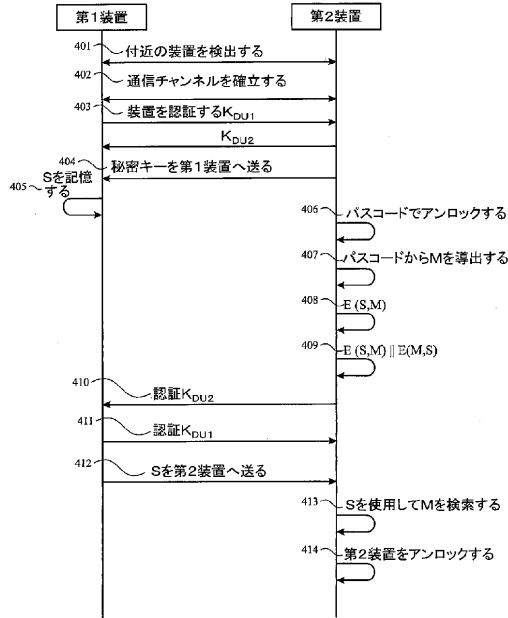 第1装置
第2装置
401
付近の装置を検出する
402
通信チャンネルを確立する
403
装置を認証するKDU1
KDU2
404
秘密キーを第1装置へ送る
405
Sを記憶
する
406
パスコードでアンロックする
407
パスコードからMを導出する
408
E (S,M)
409
E (S,M) || E(M,S)
410
認証KDU2
411
認証KDU1
412
Sを第2装置へ送る
413
Sを使用してMを検索する
414
第2装置をアンロックする